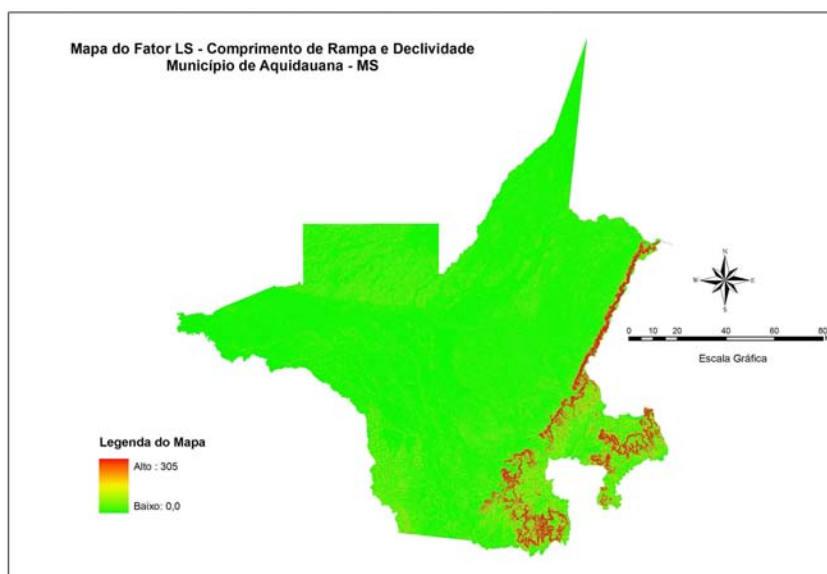 Mapa do Fator LS - Comprimento de Rampa e Declividade
Município de Aquidauana - MS
N
W E
S
0 10 20 40 60 80
Escala Gráfica
Legenda do Mapa
Alto : 305
Baixo: 0,0